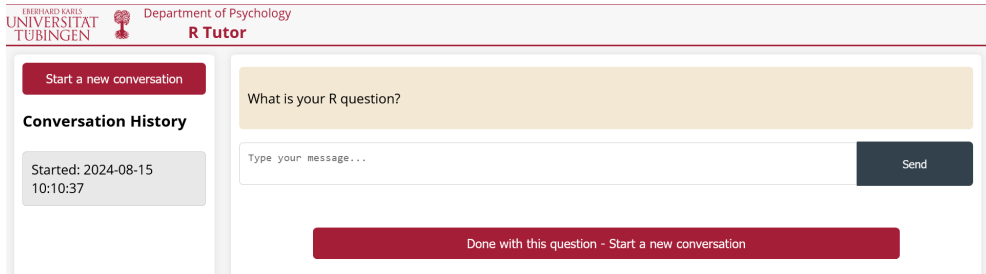 EBERHARD KARLS
UNIVERSITÄT
TÜBINGEN
Department of Psychology
R Tutor
Start a new conversation
Conversation History
Started: 2024-08-15
10:10:37
What is your R question?
Type your message...
Send
Done with this question - Start a new conversation